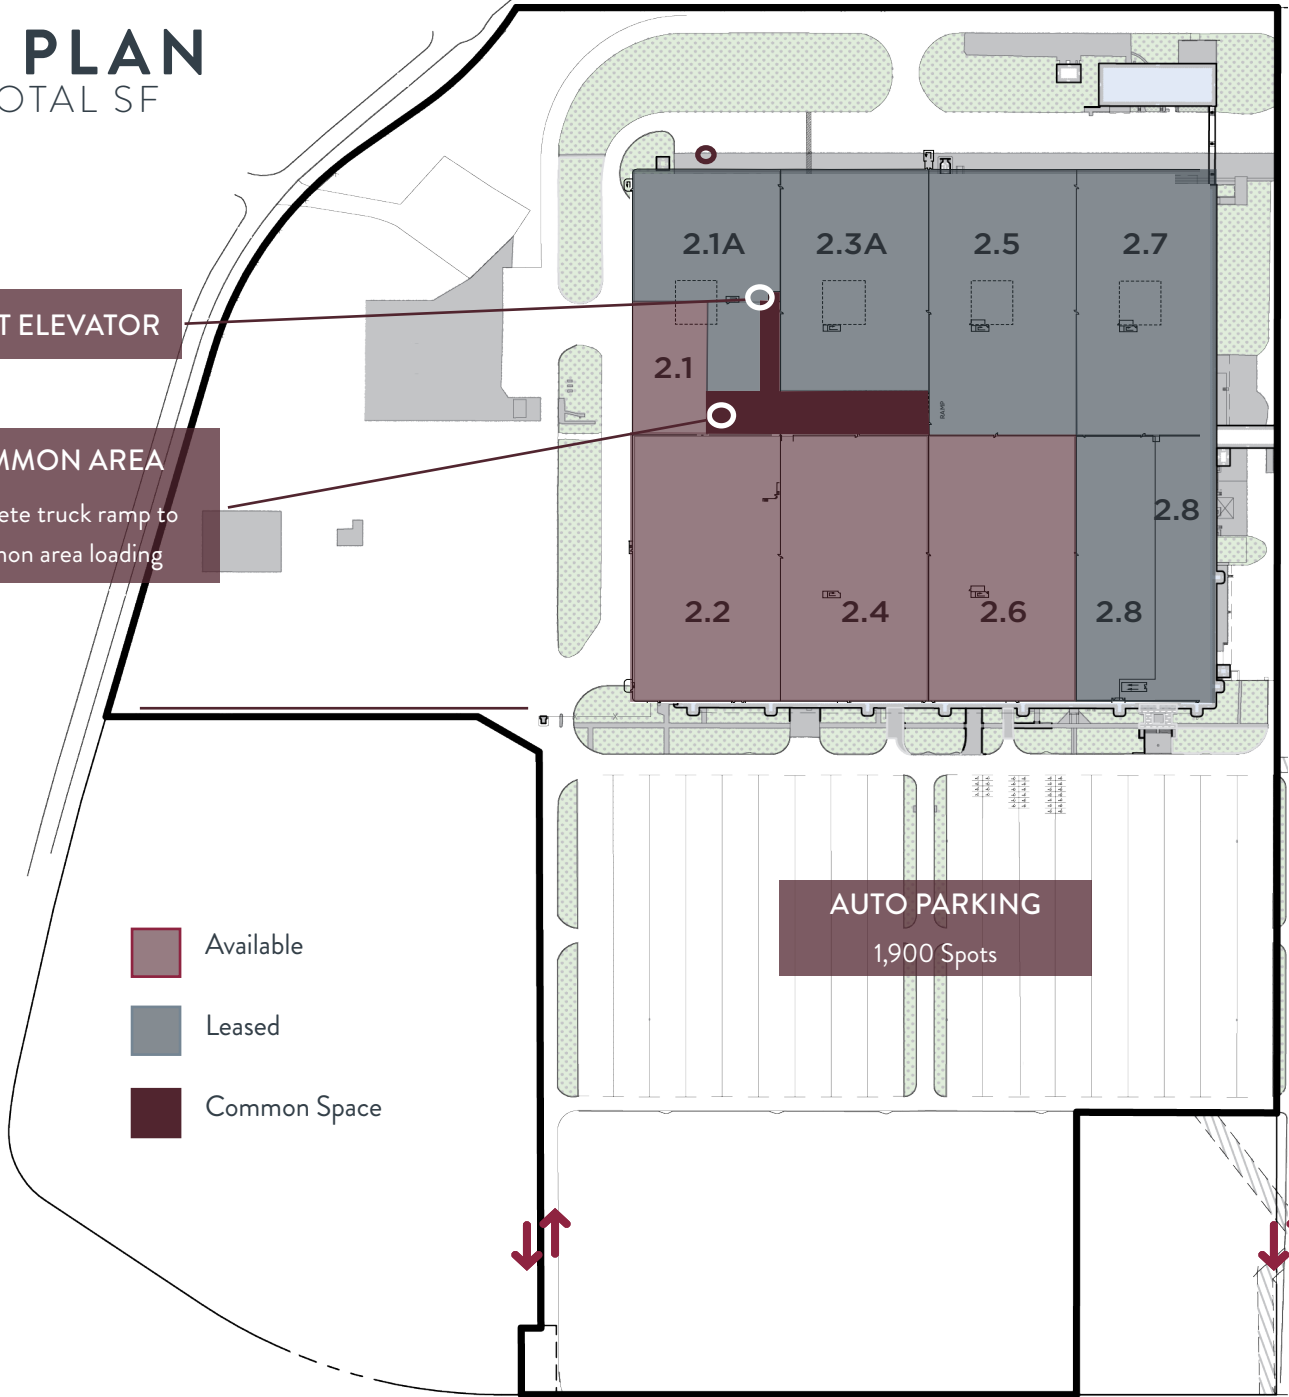 PLAN
OTAL SF
2.1A
2.3A
2.5
2.7
T ELEVATOR
2.1
RAMP
MMON AREA
ete truck ramp to
mon area loading
2.8
2.2
2.4
2.6
2.8
AUTO PARKING
1,900 Spots
Available
Leased
Common Space